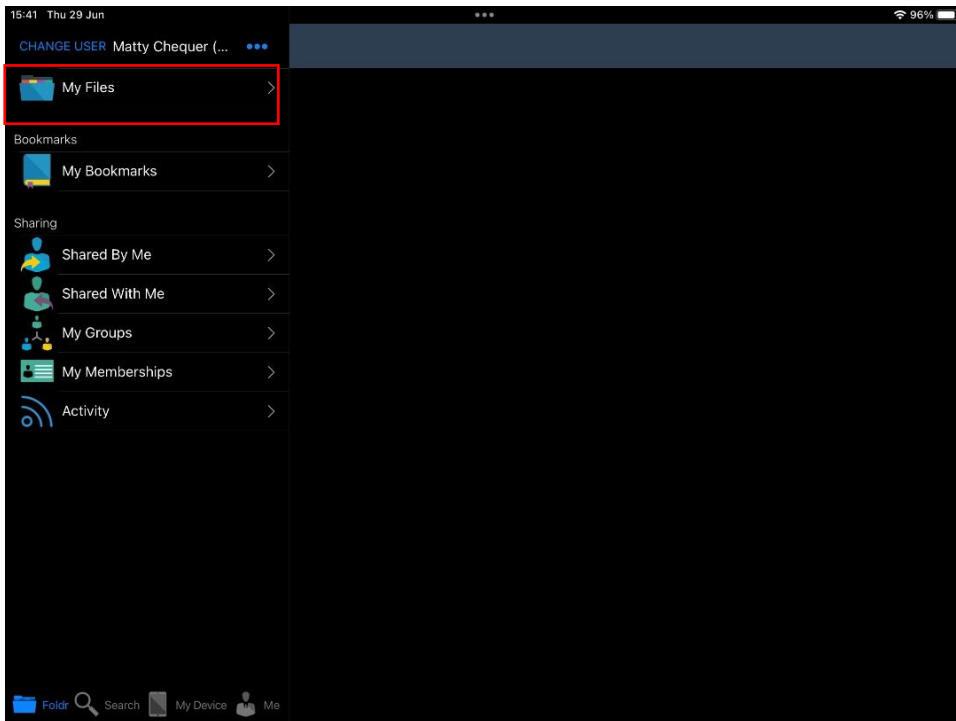 15:41 Thu 29 Jun
96%
CHANGE USER Matty Chequer (...
My Files
Bookmarks
My Bookmarks
Sharing
Shared By Me
Shared With Me
My Groups
My Memberships
Activity
Foldr Search My Device Me